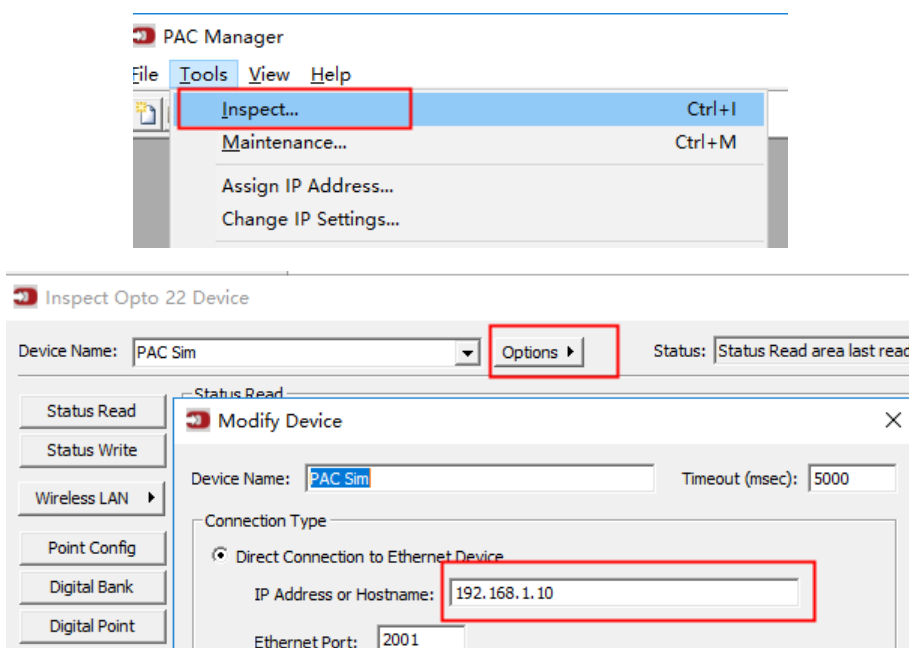 PAC Manager
File Tools View Help
Inspect... Ctrl+I
Maintenance... Ctrl+M
Assign IP Address...
Change IP Settings...
Inspect Opto 22 Device
Device Name: PAC Sim Options Status: Status Read area last read
Status Read
Status Read
Modify Device
Status Write
Device Name: PAC Sim Timeout (msec): 5000
Wireless LAN
Connection Type
Point Config
Direct Connection to Ethernet Device
Digital Bank
IP Address or Hostname: 192.168.1.10
Digital Point
Ethernet Port: 2001